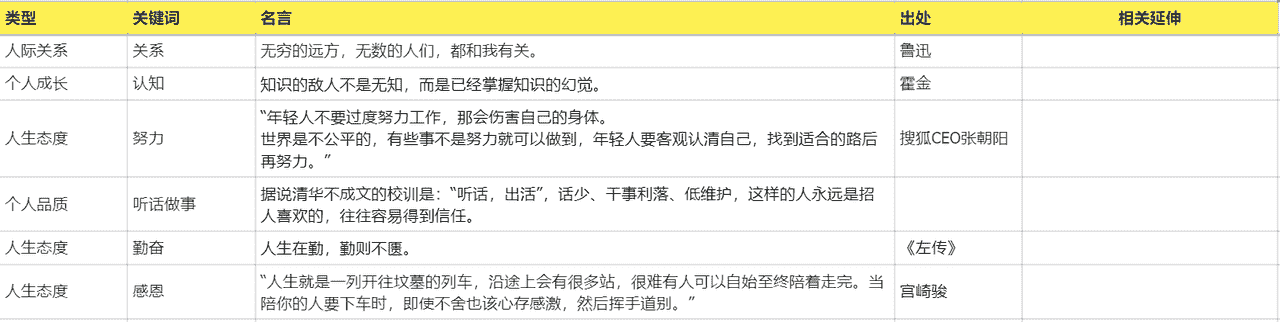 类型 关键词 名言 出处 相关延伸
人际关系 关系 无穷的远方，无数的人们，都和我有关。 鲁迅
个人成长 认知 知识的敌人不是无知，而是已经掌握知识的幻觉。 霍金
“年轻人不要过度努力工作，那会伤害自己的身体。
人生态度 努力 世界是不公平的，有些事不是努力就可以做到，年轻人要客观认清自己，找到适合的路后 搜狐CEO张朝阳
再努力。”
据说清华不成文的校训是：“听话，出活”，话少、干事利落、低维护，这样的人永远是招
个人品质 听话做事
人喜欢的，往往容易得到信任。
人生态度 勤奋 人生在勤，勤则不匮。 《左传》
“人生就是一列开往坟墓的列车，沿途上会有很多站，很难有人可以自始至终陪着走完。当
人生态度 感恩 宫崎骏
陪你的人要下车时，即使不舍也该心存感激，然后挥手道别。”